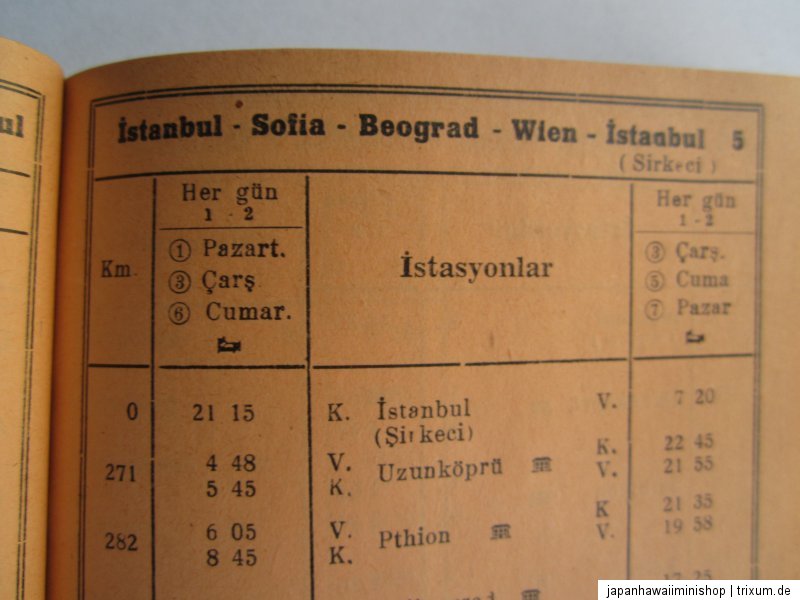 ul
İstanbul - Sofia - Beograd - Wien - İstanbul 5
(Sirkeci)
Her gün Her gün
1 - 2 1 - 2
① Pazart. ③ Çarş.
Km. ③ Çarş İstasyonlar ⑤ Cuma
⑥ Cumar. ⑦ Pazar
0 21 15 K. İstanbul V. 7 20
(Şirkeci)
271 4 48 V. Uzunköprü K. 22 45
5 45 K. V. 21 55
282 6 05 V. Pthion K 21 35
8 45 K. V. 19 58
17 25
japanhawaiiminishop | trixum.de